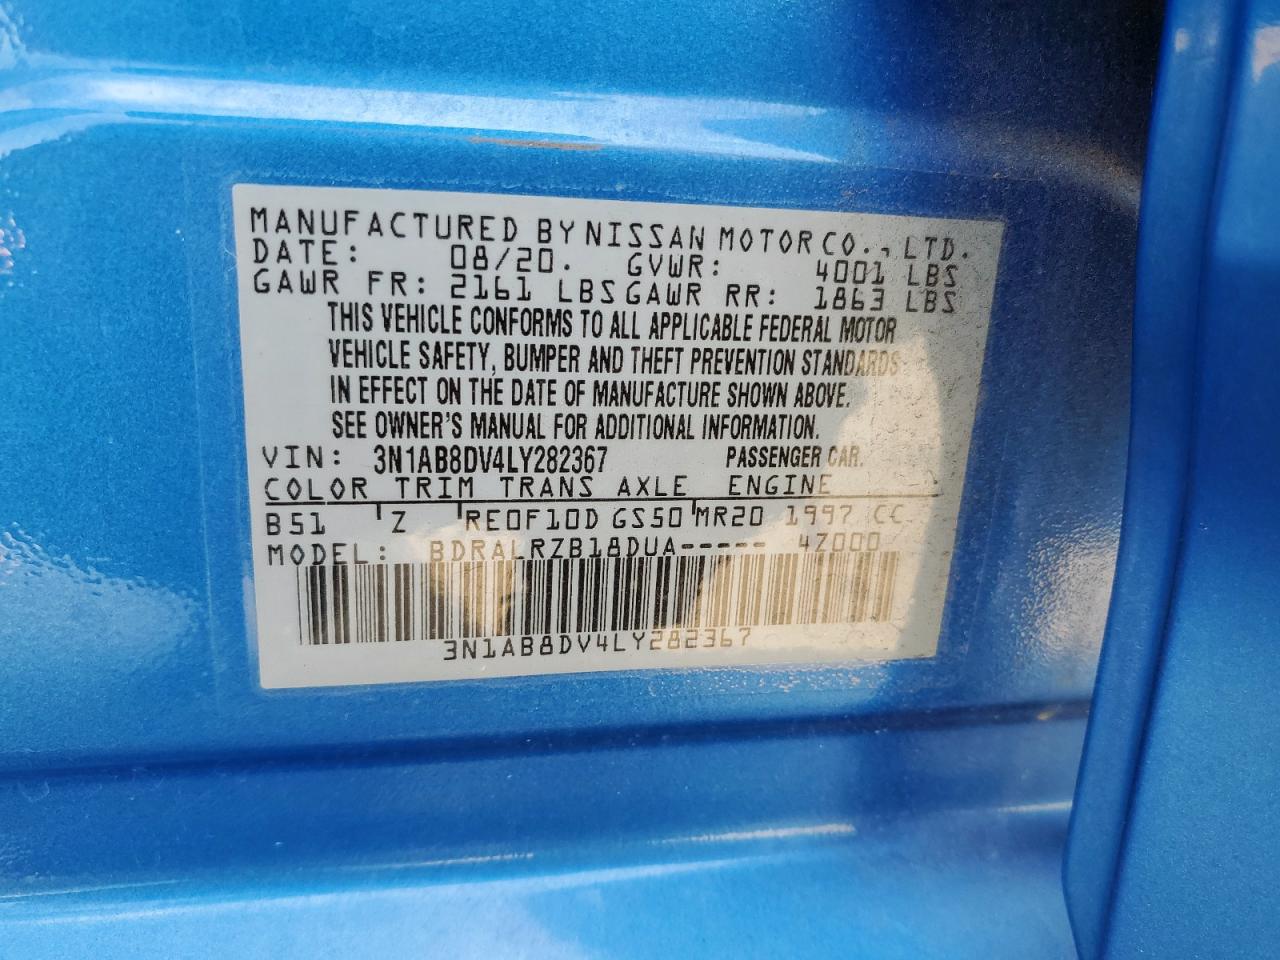 MANUFACTURED BY NISSAN MOTOR CO., LTD.
DATE: 08/20. GVWR: 4001 LBS
GAWR FR: 2161 LBS GAWR RR: 1863 LBS
THIS VEHICLE CONFORMS TO ALL APPLICABLE FEDERAL MOTOR
VEHICLE SAFETY, BUMPER AND THEFT PREVENTION STANDARDS
IN EFFECT ON THE DATE OF MANUFACTURE SHOWN ABOVE.
SEE OWNER'S MANUAL FOR ADDITIONAL INFORMATION.
VIN: 3N1AB8DV4LY282367 PASSENGER CAR.
COLOR TRIM TRANS AXLE ENGINE
B51 Z RE0F10D GS50 MR20 1997 CC
MODEL: BDRALRZB18DUA----- 4Z000
3N1AB8DV4LY282367